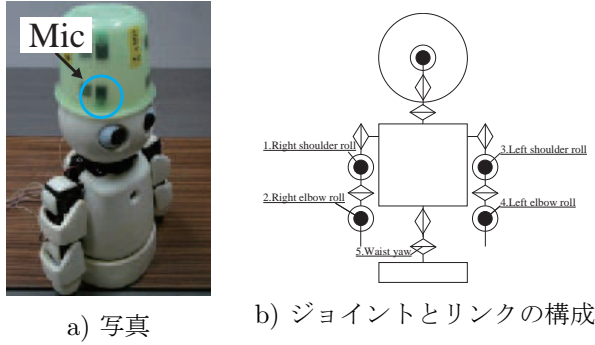 Mic
1.Right shoulder roll
3.Left shoulder roll
2.Right elbow roll
4.Left elbow roll
5.Waist yaw
a) 写真
b) ジョイントとリンクの構成